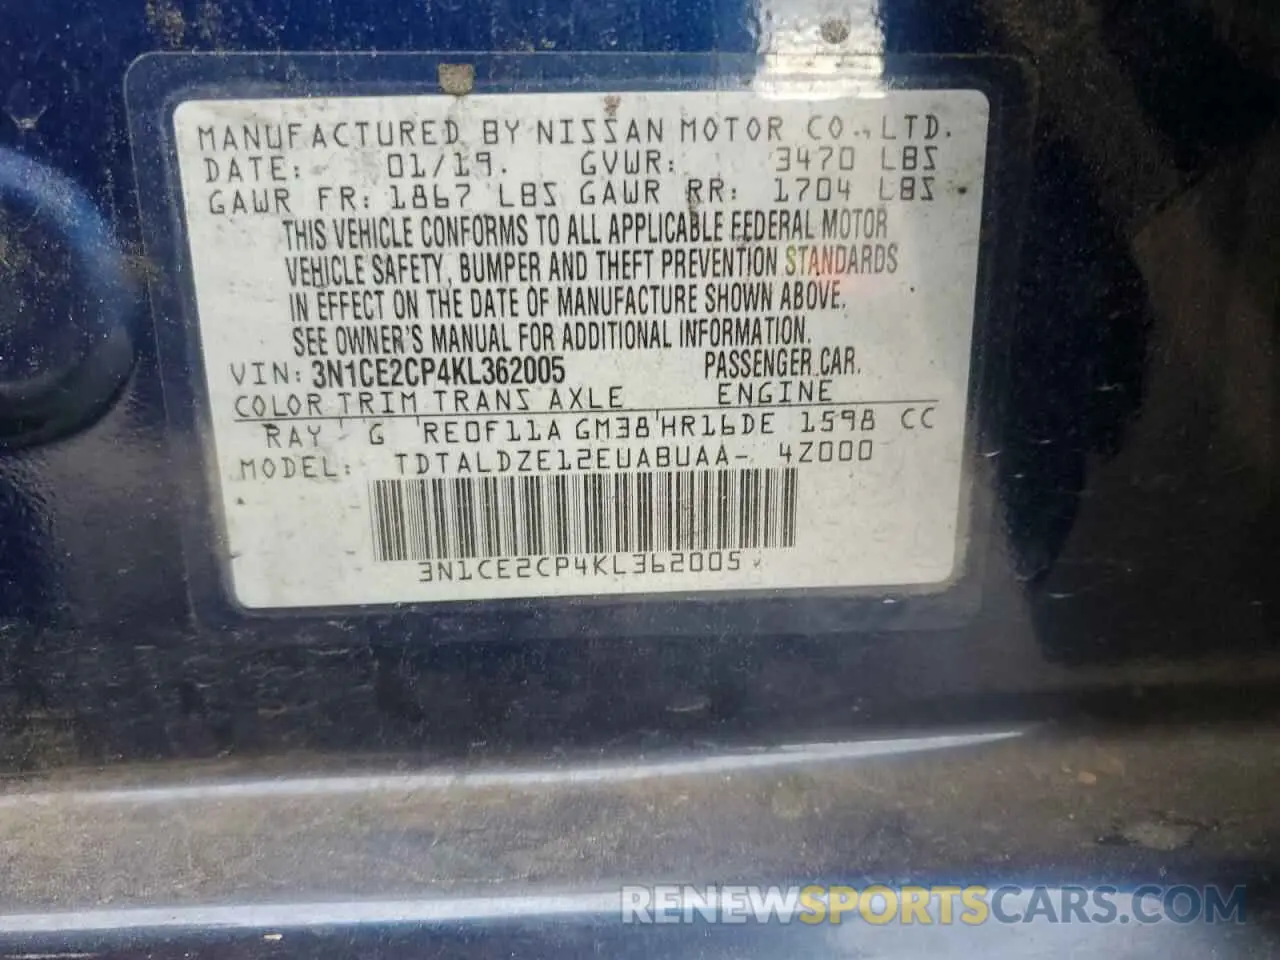 MANUFACTURED BY NISSAN MOTOR CO., LTD.
DATE: 01/19. GVWR: 3470 LBS
GAWR FR: 1867 LBS GAWR RR: 1704 LBS
THIS VEHICLE CONFORMS TO ALL APPLICABLE FEDERAL MOTOR
VEHICLE SAFETY, BUMPER AND THEFT PREVENTION STANDARDS
IN EFFECT ON THE DATE OF MANUFACTURE SHOWN ABOVE.
SEE OWNER'S MANUAL FOR ADDITIONAL INFORMATION.
VIN: 3N1CE2CP4KL362005 PASSENGER CAR.
COLOR TRIM TRANS AXLE ENGINE
RAY G RE0F11A GM38 HR16DE 1598 CC
MODEL: TDTALDZE12EUABUAA- 4Z000
3N1CE2CP4KL362005
RENEWSPORTSCARS.COM